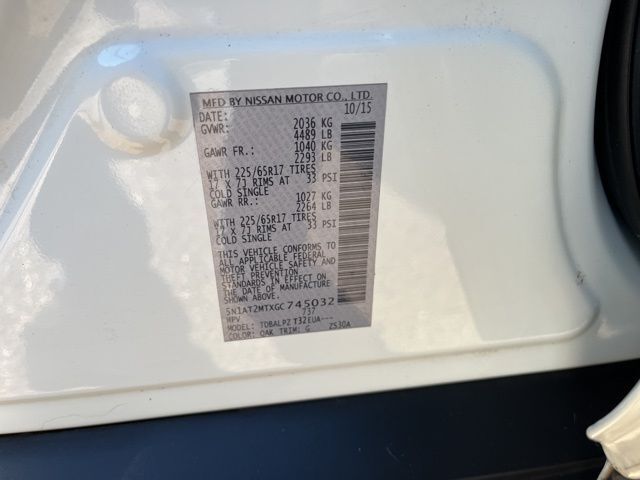 MFD BY NISSAN MOTOR CO., LTD.
DATE: 10/15
GVWR: 2036 KG
4489 LB
GAWR FR.: 1040 KG
2293 LB
WITH 225/65R17 TIRES
17 X 7J RIMS AT 33 PSI
COLD SINGLE
GAWR RR.: 1027 KG
2264 LB
WITH 225/65R17 TIRES
17 X 7J RIMS AT 33 PSI
COLD SINGLE
THIS VEHICLE CONFORMS TO
ALL APPLICABLE FEDERAL
MOTOR VEHICLE SAFETY AND
THEFT PREVENTION
STANDARDS IN EFFECT ON
THE DATE OF MANUFACTURE
SHOWN ABOVE.
5N1AT2MTXGC745032
MPV 737
MODEL: TDBALPZ T32EUA---
COLOR: QAK TRIM: G ZS30A